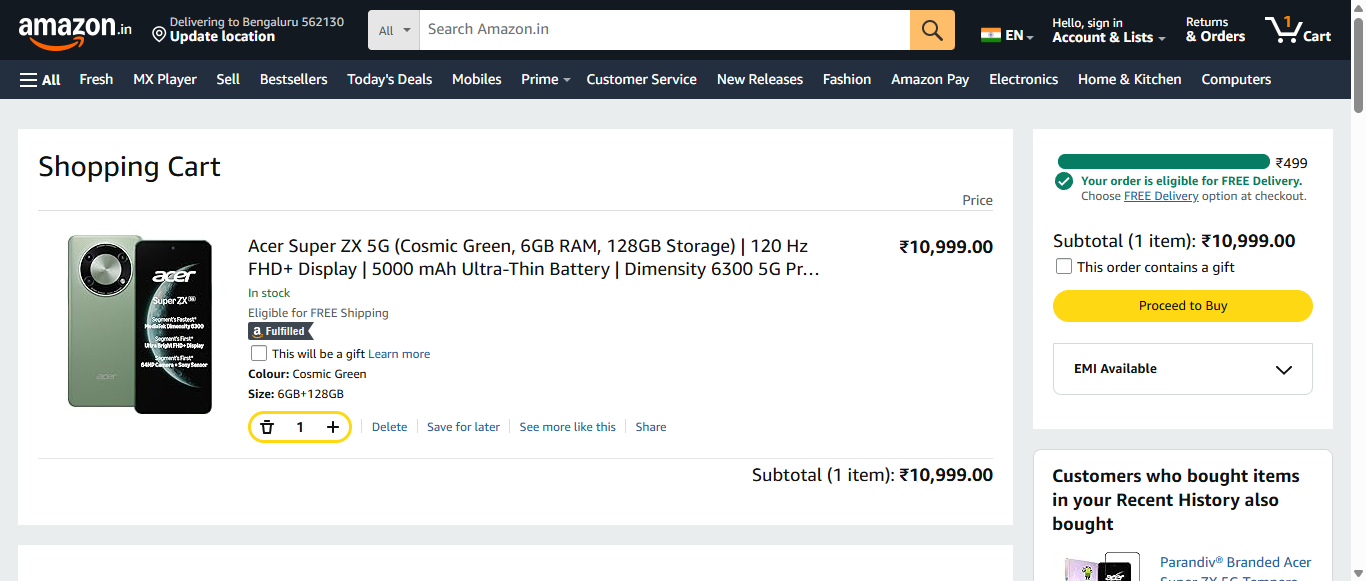 amazon.in
Delivering to Bengaluru 562130
Update location
All
Search Amazon.in
EN
Hello, sign in
Account & Lists
Returns
& Orders
1
Cart
All Fresh MX Player Sell Bestsellers Today's Deals Mobiles Prime Customer Service New Releases Fashion Amazon Pay Electronics Home & Kitchen Computers
Shopping Cart
Price
acer
Super ZX 5G
Segment's Fastest*
MediaTek Dimensity 6300
Segment's First*
Ultra Bright FHD+ Display
Segment's First*
64MP Camera + Sony Sensor
acer
Acer Super ZX 5G (Cosmic Green, 6GB RAM, 128GB Storage) | 120 Hz
FHD+ Display | 5000 mAh Ultra-Thin Battery | Dimensity 6300 5G Pr…
₹10,999.00
In stock
Eligible for FREE Shipping
a Fulfilled
This will be a gift Learn more
Colour: Cosmic Green
Size: 6GB+128GB
1
Delete
Save for later
See more like this
Share
Subtotal (1 item): ₹10,999.00
₹499
Your order is eligible for FREE Delivery.
Choose FREE Delivery option at checkout.
Subtotal (1 item): ₹10,999.00
This order contains a gift
Proceed to Buy
EMI Available
Customers who bought items
in your Recent History also
bought
acer
Parandiv® Branded Acer
Super ZX 5G Tempere